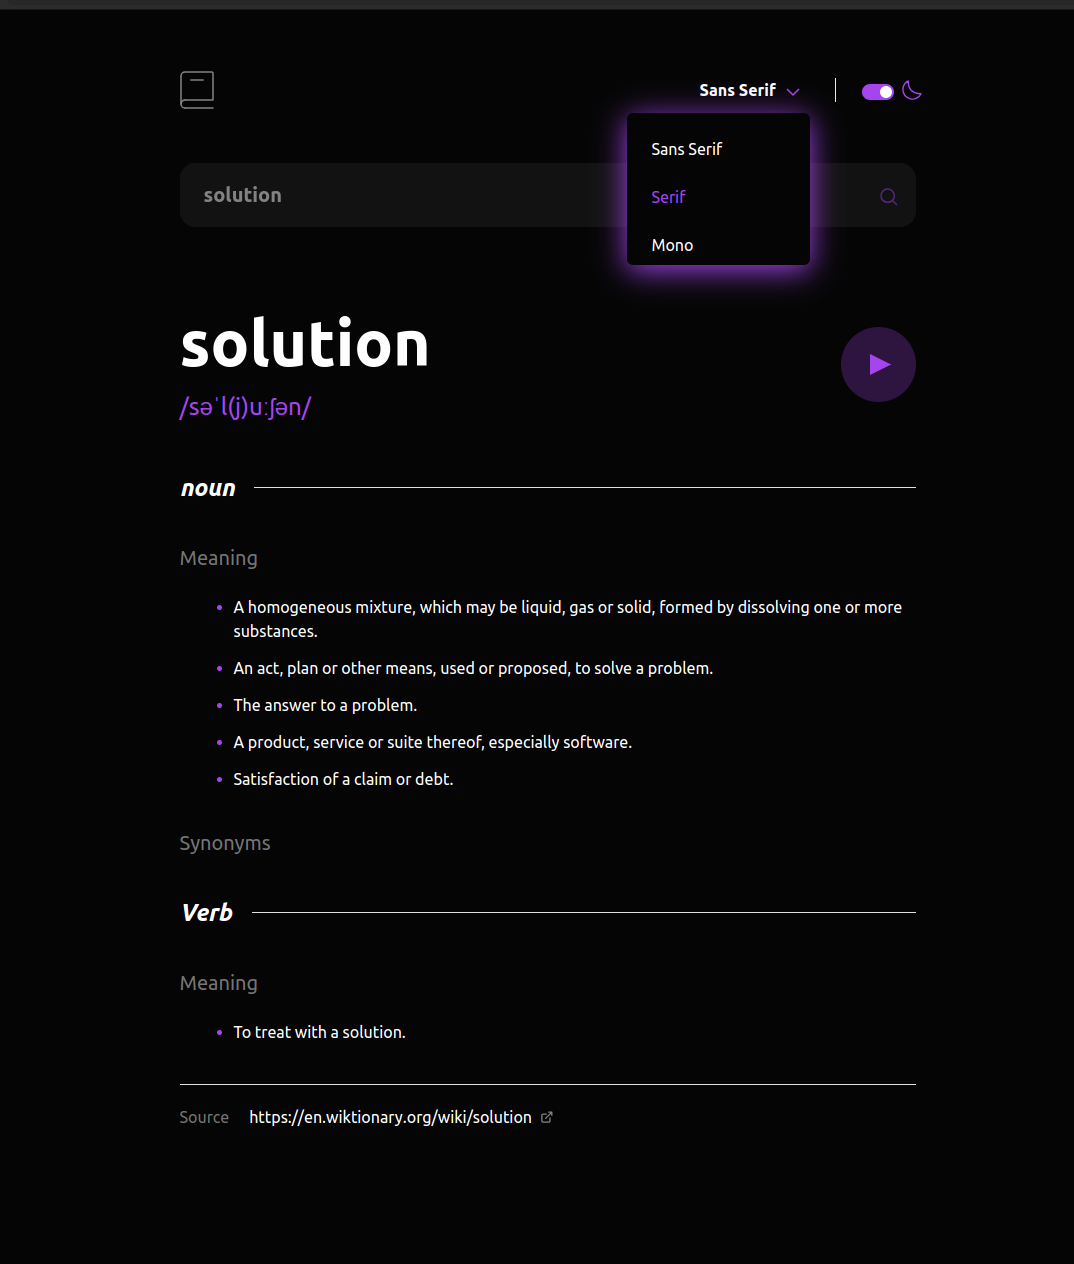 Sans Serif
Sans Serif
Serif
Mono
solution
solution
/səˈl(j)uːʃən/
noun
Meaning
A homogeneous mixture, which may be liquid, gas or solid, formed by dissolving one or more
substances.
An act, plan or other means, used or proposed, to solve a problem.
The answer to a problem.
A product, service or suite thereof, especially software.
Satisfaction of a claim or debt.
Synonyms
Verb
Meaning
To treat with a solution.
Source https://en.wiktionary.org/wiki/solution